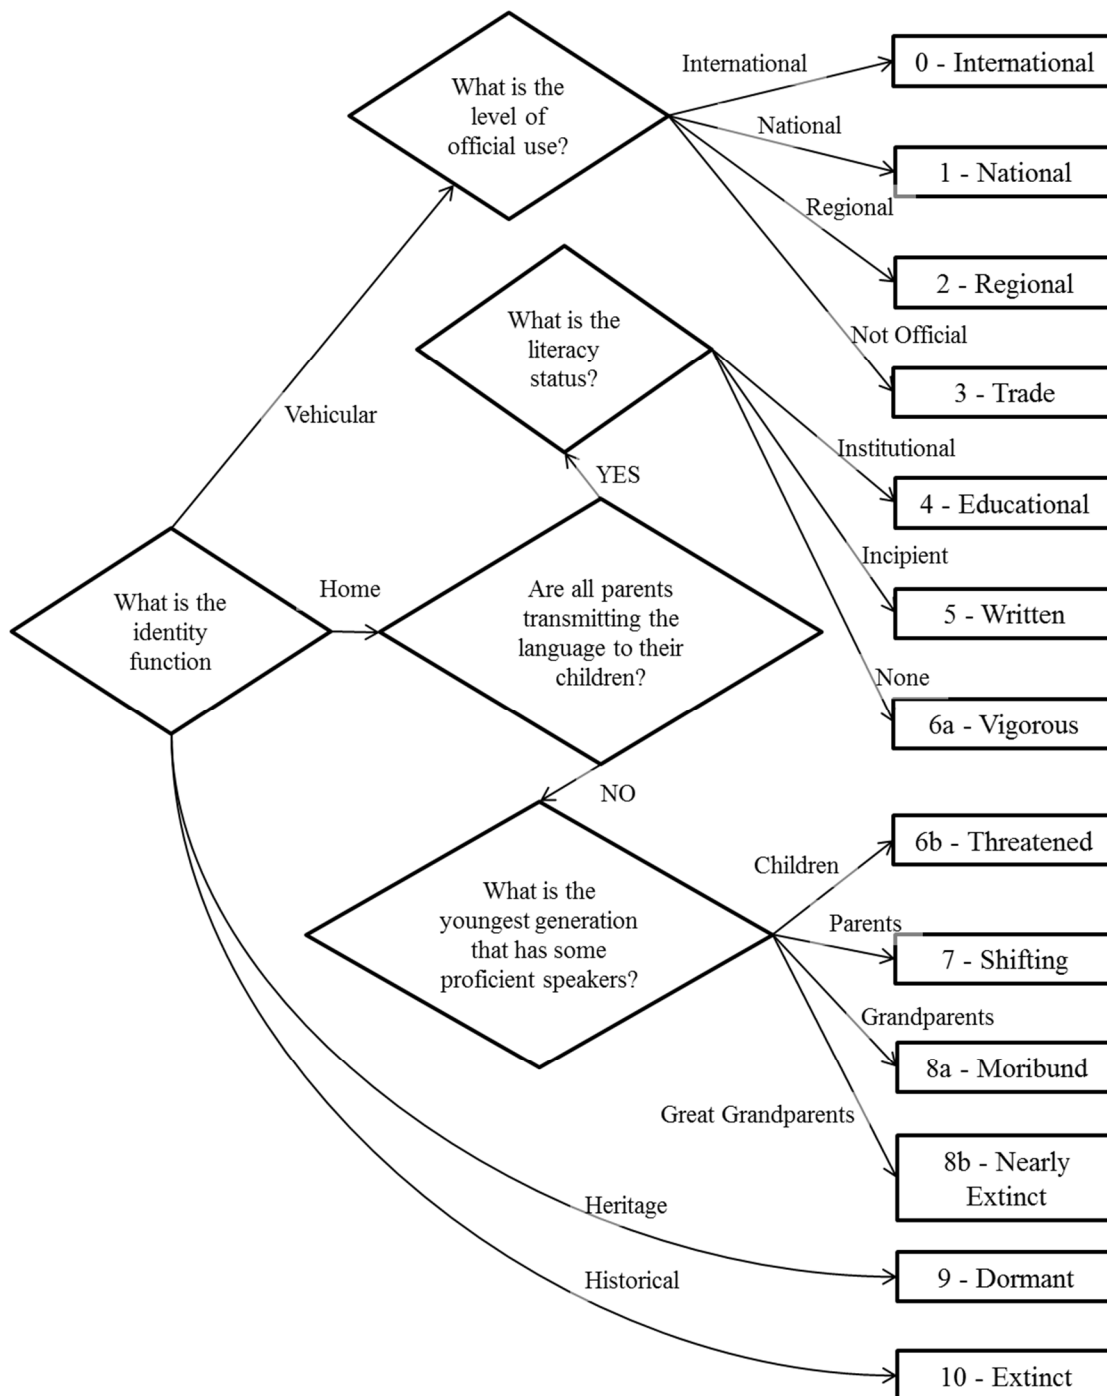 What is the
level of
official use?
International
0 - International
National
1 - National
Regional
2 - Regional
Not Official
3 - Trade
What is the
literacy
status?
Institutional
4 - Educational
Incipient
5 - Written
None
6a - Vigorous
Vehicular
YES
What is the
identity
function
Home
Are all parents
transmitting the
language to their
children?
NO
What is the
youngest generation
that has some
proficient speakers?
Children
6b - Threatened
Parents
7 - Shifting
Grandparents
8a - Moribund
Great Grandparents
8b - Nearly
Extinct
Heritage
9 - Dormant
Historical
10 - Extinct